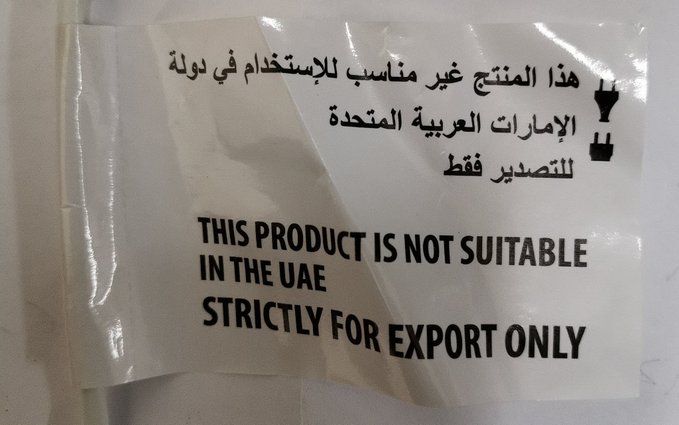 هذا المنتج غير مناسب للإستخدام في دولة
الإمارات العربية المتحدة
للتصدير فقط
THIS PRODUCT IS NOT SUITABLE
IN THE UAE
STRICTLY FOR EXPORT ONLY